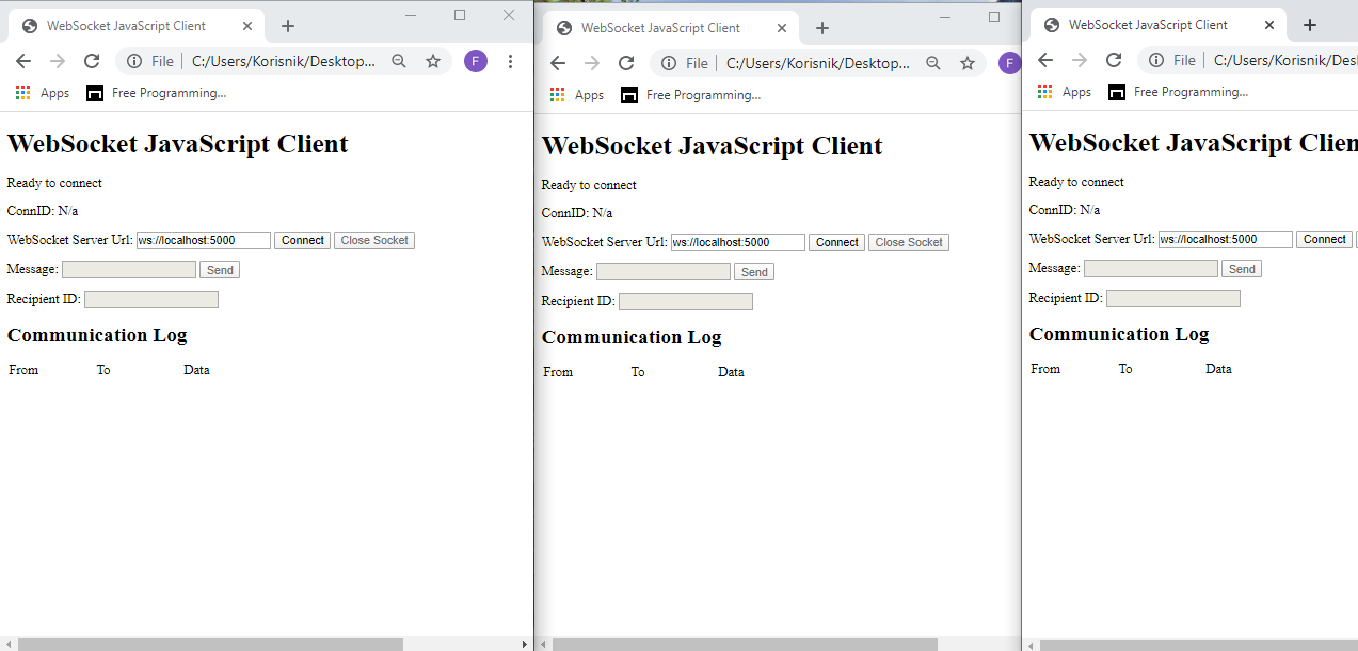 WebSocket JavaScript Client
File C:/Users/Korisnik/Desktop...
F
Apps Free Programming...
WebSocket JavaScript Client
Ready to connect
ConnID: N/a
WebSocket Server Url: ws://localhost:5000 Connect Close Socket
Message: Send
Recipient ID:
Communication Log
From To Data
WebSocket JavaScript Client
File C:/Users/Korisnik/Desktop...
F
Apps Free Programming...
WebSocket JavaScript Client
Ready to connect
ConnID: N/a
WebSocket Server Url: ws://localhost:5000 Connect Close Socket
Message: Send
Recipient ID:
Communication Log
From To Data
WebSocket JavaScript Client
File C:/Users/Korisnik/Des
Apps Free Programming...
WebSocket JavaScript Clien
Ready to connect
ConnID: N/a
WebSocket Server Url: ws://localhost:5000 Connect
Message: Send
Recipient ID:
Communication Log
From To Data